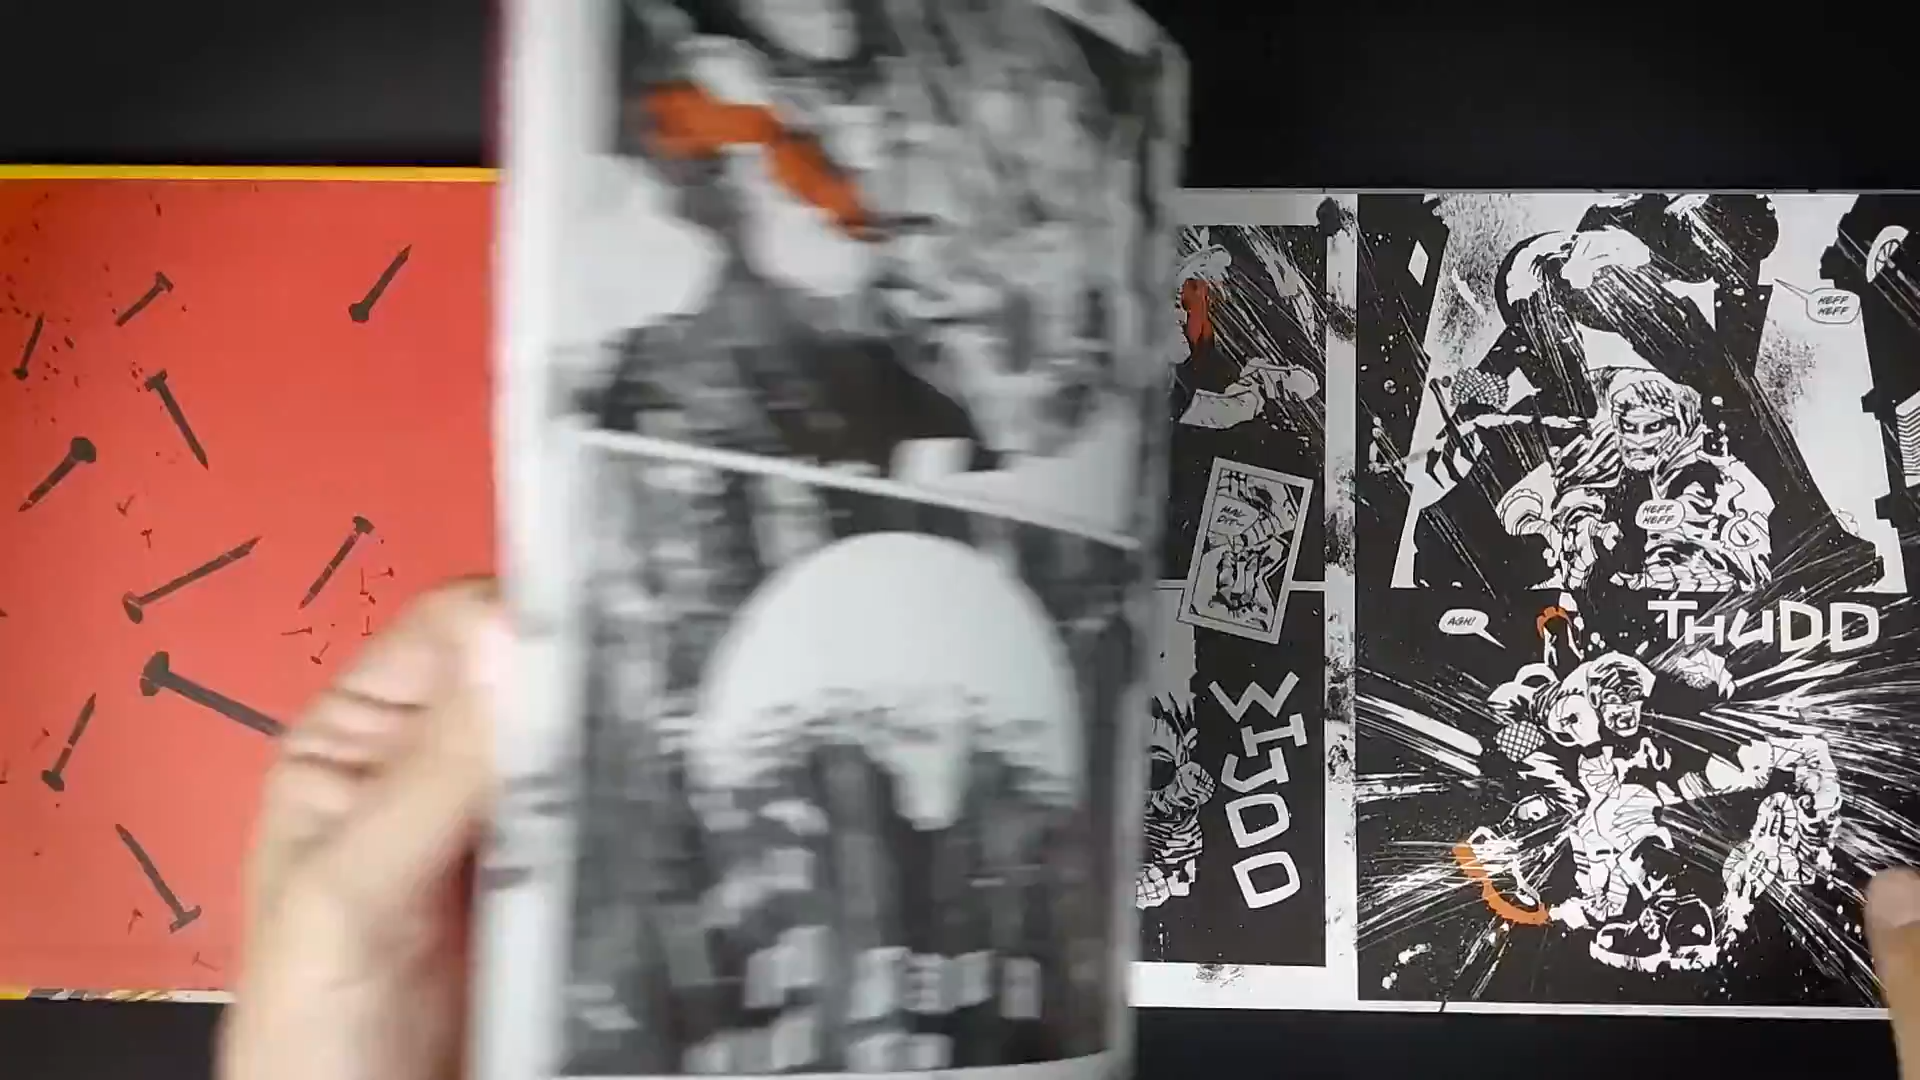 HEFF
HEFF
HEFF
HEFF
MAL
DIT~
AGH!
THUDD
WHUDD